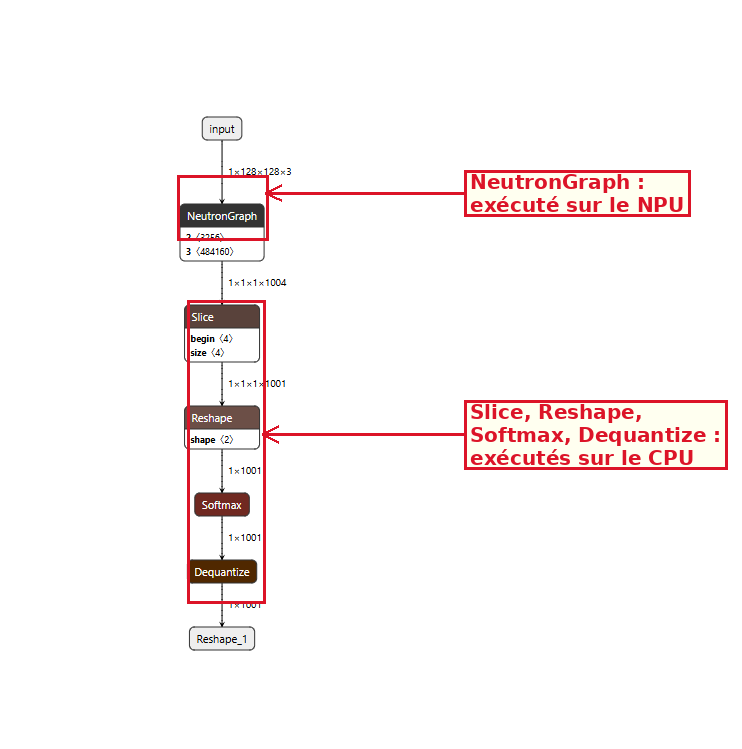 input
1×128×128×3
NeutronGraph :
exécuté sur le NPU
NeutronGraph
2 〈3256〉
3 〈484160〉
1×1×1×1004
Slice
begin 〈4〉
size 〈4〉
1×1×1×1001
Slice, Reshape,
Softmax, Dequantize :
exécutés sur le CPU
Reshape
shape 〈2〉
1×1001
Softmax
1×1001
Dequantize
1×1001
Reshape_1